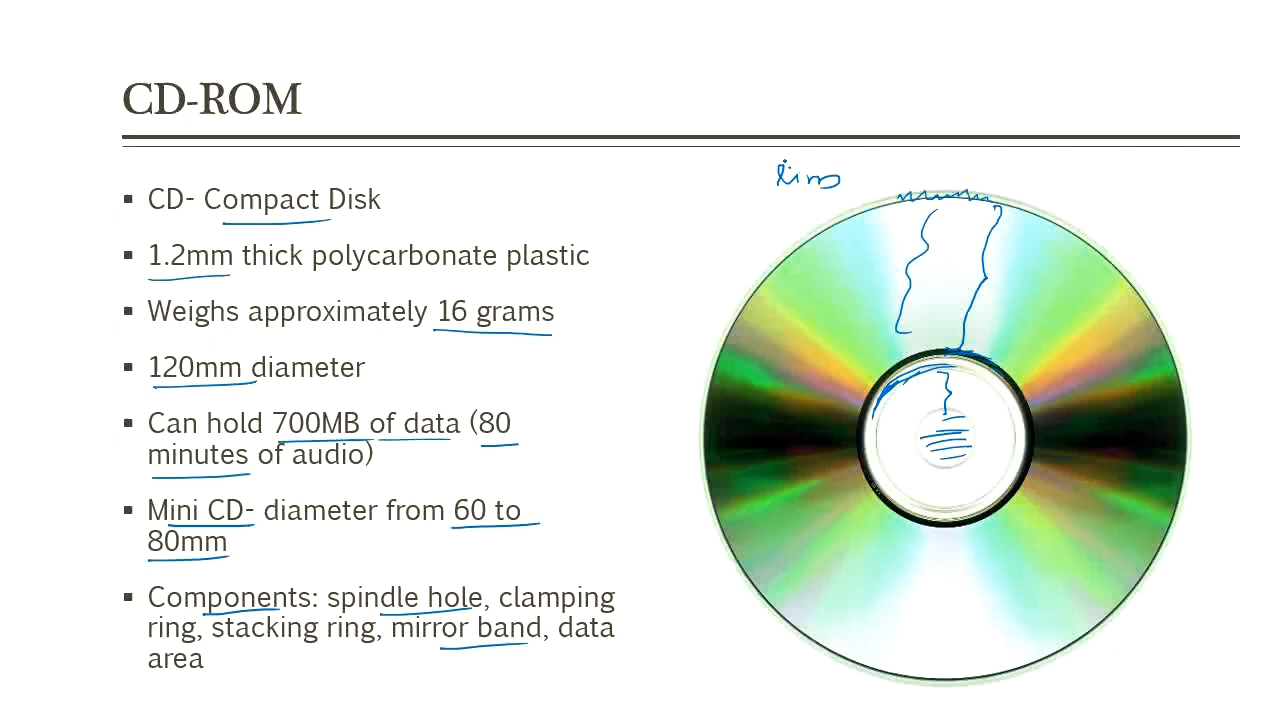 CD-ROM
▪ CD- Compact Disk
▪ 1.2mm thick polycarbonate plastic
▪ Weighs approximately 16 grams
▪ 120mm diameter
▪ Can hold 700MB of data (80
minutes of audio)
▪ Mini CD- diameter from 60 to
80mm
▪ Components: spindle hole, clamping
ring, stacking ring, mirror band, data
area